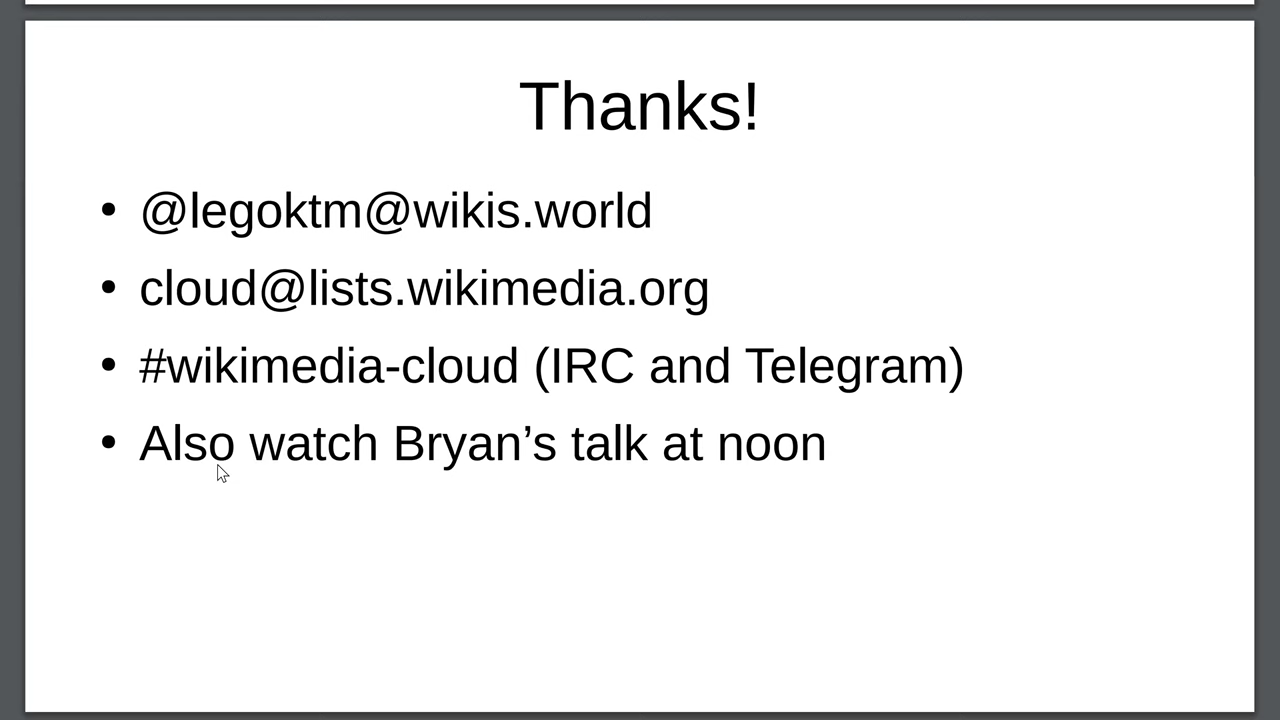 Thanks!
• @legoktm@wikis.world
• cloud@lists.wikimedia.org
• #wikimedia-cloud (IRC and Telegram)
• Also watch Bryan’s talk at noon